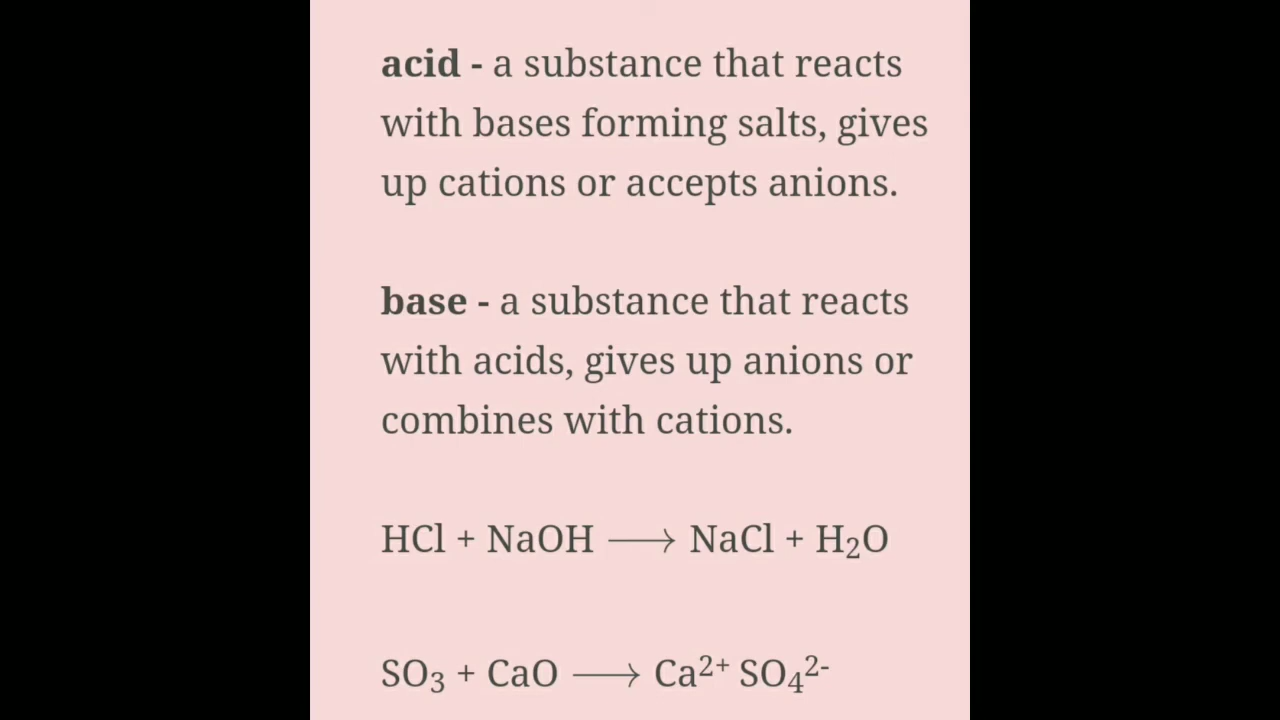 acid - a substance that reacts
with bases forming salts, gives
up cations or accepts anions.
base - a substance that reacts
with acids, gives up anions or
combines with cations.
HCl + NaOH ⟶ NaCl + H₂O
SO₃ + CaO ⟶ Ca²⁺ SO₄²⁻